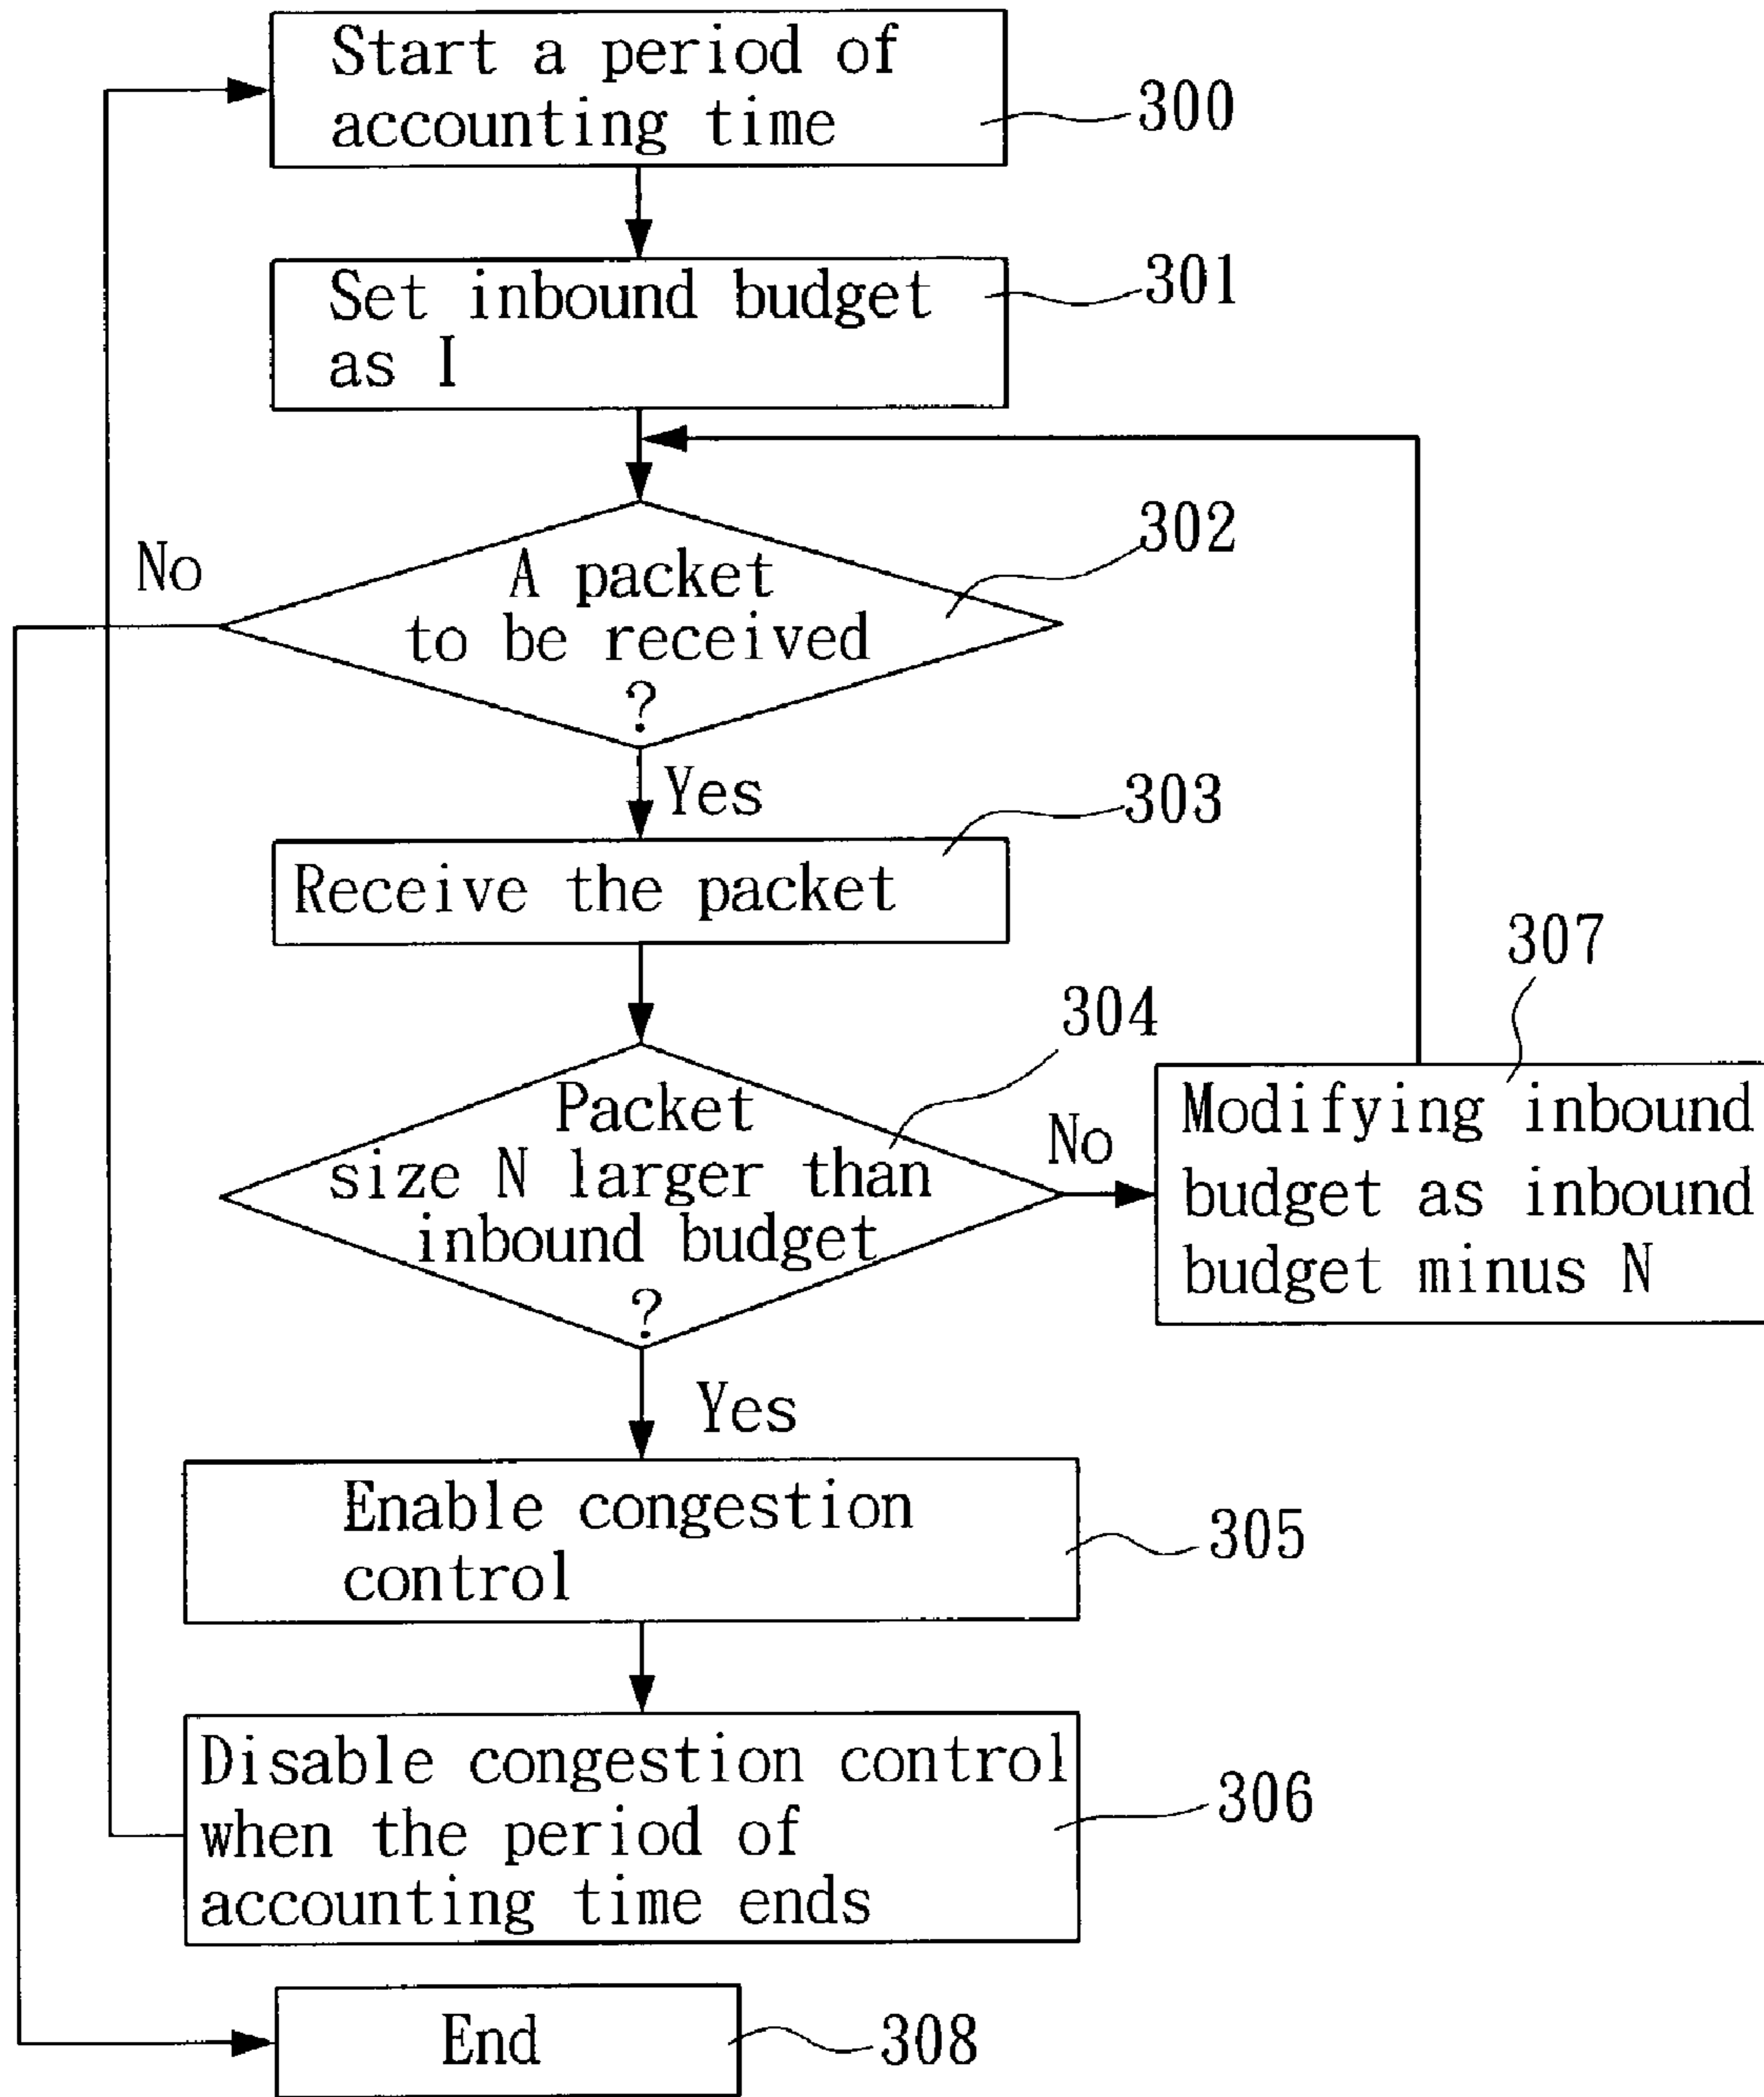 Start a period of
accounting time
300
Set inbound budget
as I
301
A packet
to be received
?
302
No
Yes
303
Receive the packet
307
304
Packet
size N larger than
inbound budget
?
No
Modifying inbound
budget as inbound
budget minus N
Yes
Enable congestion
control
305
Disable congestion control
when the period of
accounting time ends
306
End
308